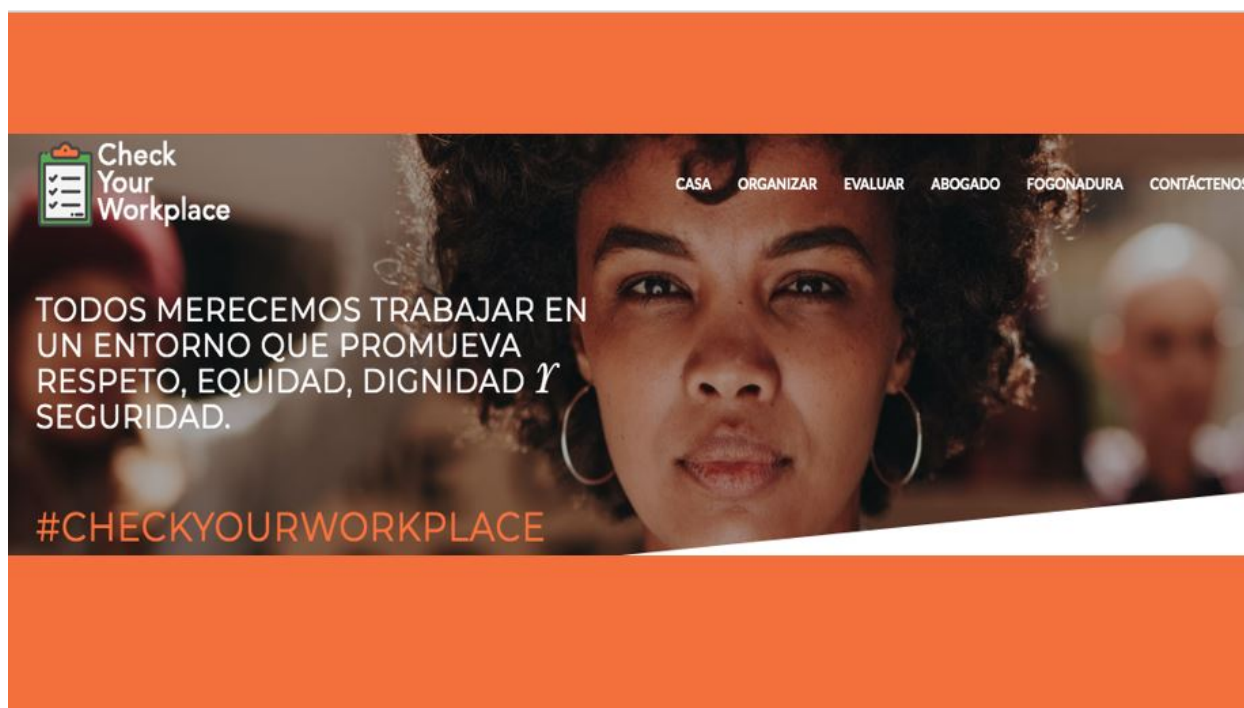 Check
Your
Workplace
CASA ORGANIZAR EVALUAR ABOGADO FOGONADURA CONTÁCTENOS
TODOS MERECEMOS TRABAJAR EN
UN ENTORNO QUE PROMUEVA
RESPETO, EQUIDAD, DIGNIDAD Y
SEGURIDAD.
#CHECKYOURWORKPLACE